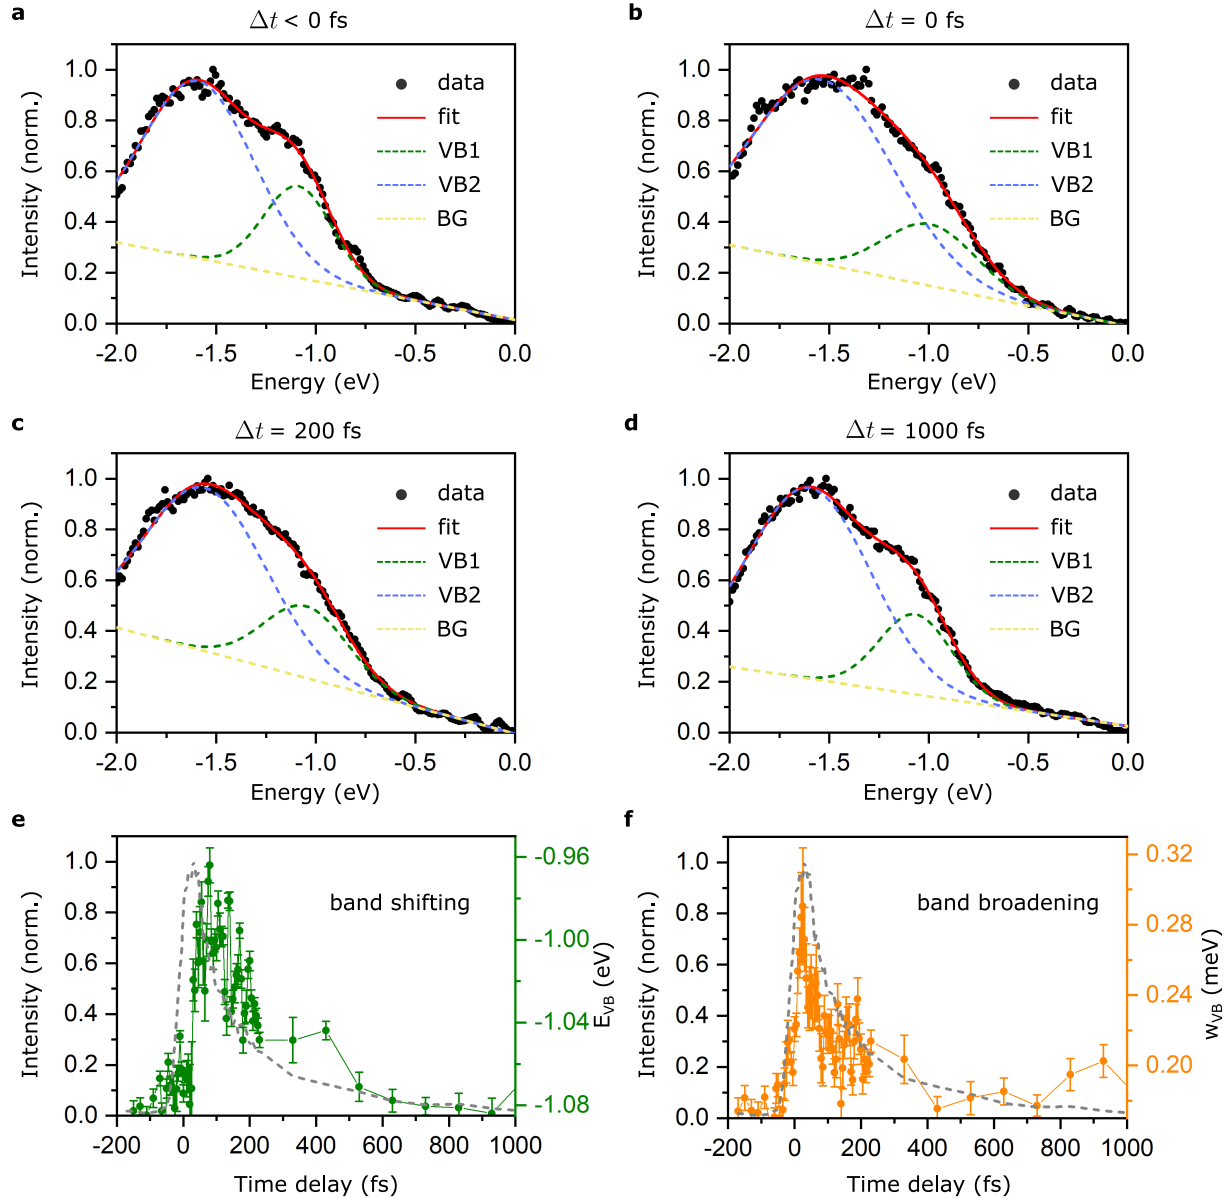 a
Δt < 0 fs
1.0
0.8
0.6
0.4
0.2
0.0
Intensity (norm.)
data
fit
VB1
VB2
BG
-2.0 -1.5 -1.0 -0.5 0.0
Energy (eV)
b
Δt = 0 fs
1.0
0.8
0.6
0.4
0.2
0.0
Intensity (norm.)
data
fit
VB1
VB2
BG
-2.0 -1.5 -1.0 -0.5 0.0
Energy (eV)
c
Δt = 200 fs
1.0
0.8
0.6
0.4
0.2
0.0
Intensity (norm.)
data
fit
VB1
VB2
BG
-2.0 -1.5 -1.0 -0.5 0.0
Energy (eV)
d
Δt = 1000 fs
1.0
0.8
0.6
0.4
0.2
0.0
Intensity (norm.)
data
fit
VB1
VB2
BG
-2.0 -1.5 -1.0 -0.5 0.0
Energy (eV)
e
1.0
0.8
0.6
0.4
0.2
0.0
Intensity (norm.)
band shifting
-0.96
-1.00
-1.04
-1.08
E_VB (eV)
-200 0 200 400 600 800 1000
Time delay (fs)
f
1.0
0.8
0.6
0.4
0.2
0.0
Intensity (norm.)
band broadening
0.32
0.28
0.24
0.20
w_VB (meV)
-200 0 200 400 600 800 1000
Time delay (fs)